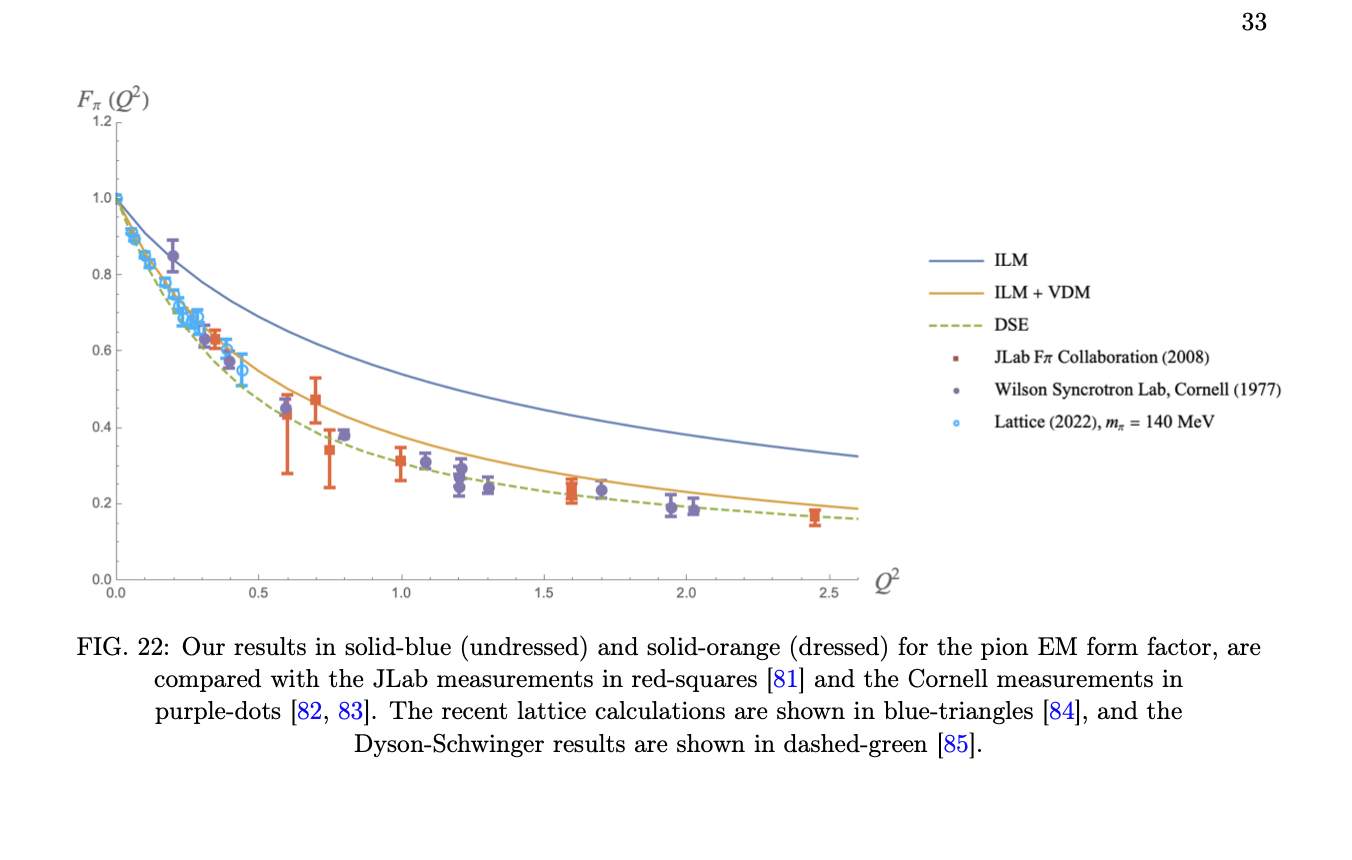 33
Fπ (Q²)
1.2
1.0
0.8
0.6
0.4
0.2
0.0
0.0 0.5 1.0 1.5 2.0 2.5
Q²
ILM
ILM + VDM
DSE
JLab Fπ Collaboration (2008)
Wilson Syncrotron Lab, Cornell (1977)
Lattice (2022), mπ = 140 MeV
FIG. 22: Our results in solid-blue (undressed) and solid-orange (dressed) for the pion EM form factor, are
compared with the JLab measurements in red-squares [81] and the Cornell measurements in
purple-dots [82, 83]. The recent lattice calculations are shown in blue-triangles [84], and the
Dyson-Schwinger results are shown in dashed-green [85].